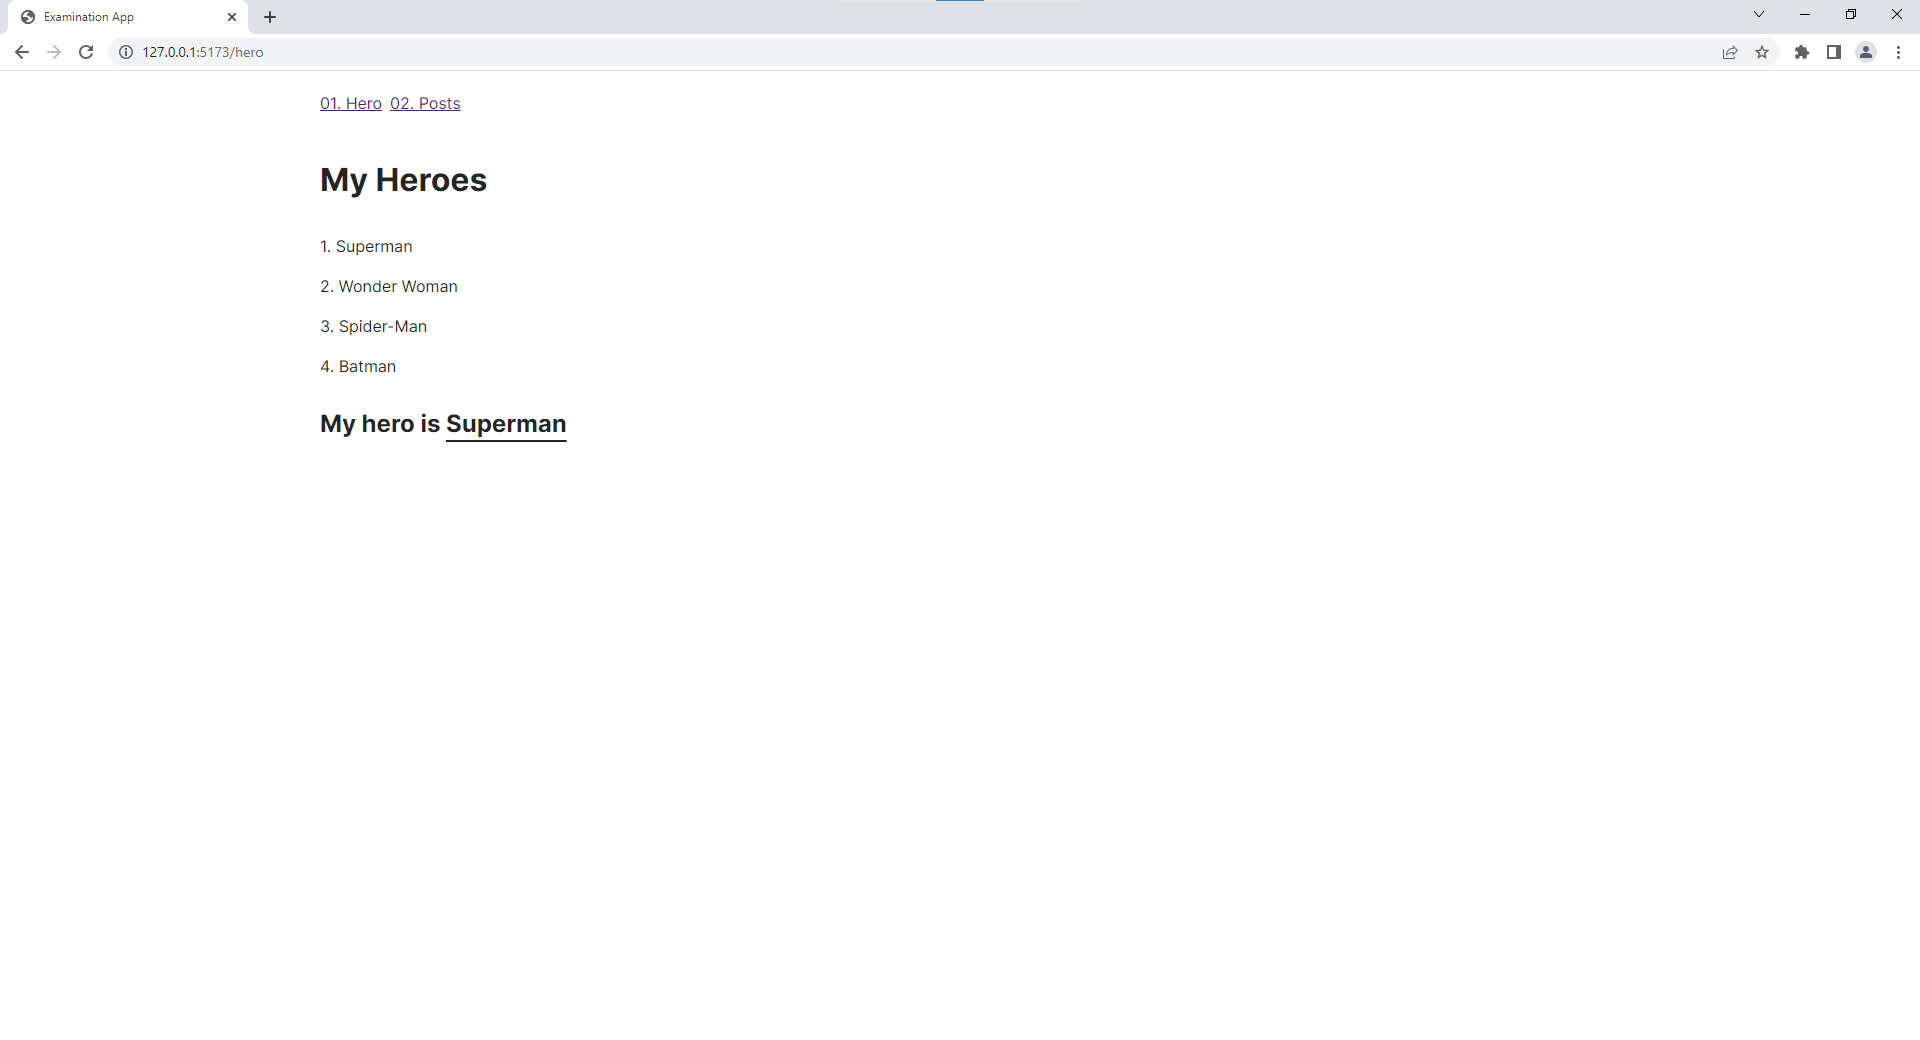 Examination App
127.0.0.1:5173/hero
01. Hero 02. Posts
My Heroes
1. Superman
2. Wonder Woman
3. Spider-Man
4. Batman
My hero is Superman